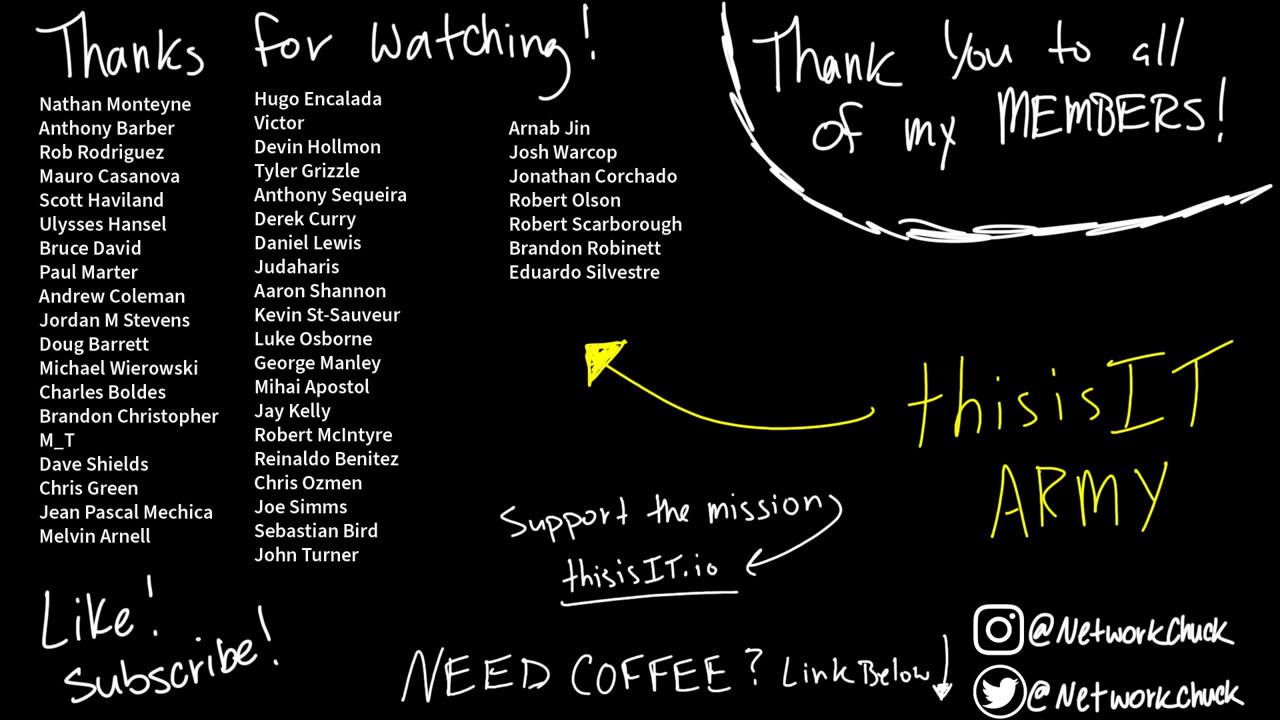 Thanks for watching!
Nathan Monteyne
Anthony Barber
Rob Rodriguez
Mauro Casanova
Scott Haviland
Ulysses Hansel
Bruce David
Paul Marter
Andrew Coleman
Jordan M Stevens
Doug Barrett
Michael Wierowski
Charles Boldes
Brandon Christopher
M_T
Dave Shields
Chris Green
Jean Pascal Mechica
Melvin Arnell
Hugo Encalada
Victor
Devin Hollmon
Tyler Grizzle
Anthony Sequeira
Derek Curry
Daniel Lewis
Judaharis
Aaron Shannon
Kevin St-Sauveur
Luke Osborne
George Manley
Mihai Apostol
Jay Kelly
Robert McIntyre
Reinaldo Benitez
Chris Ozmen
Joe Simms
Sebastian Bird
John Turner
Arnab Jin
Josh Warcop
Jonathan Corchado
Robert Olson
Robert Scarborough
Brandon Robinett
Eduardo Silvestre
Thank you to all
of my MEMBERS!
thisisIT
ARMY
Support the mission
thisisIT.io
Like!
Subscribe!
NEED COFFEE? Link Below
@NetworkChuck
@NetworkChuck